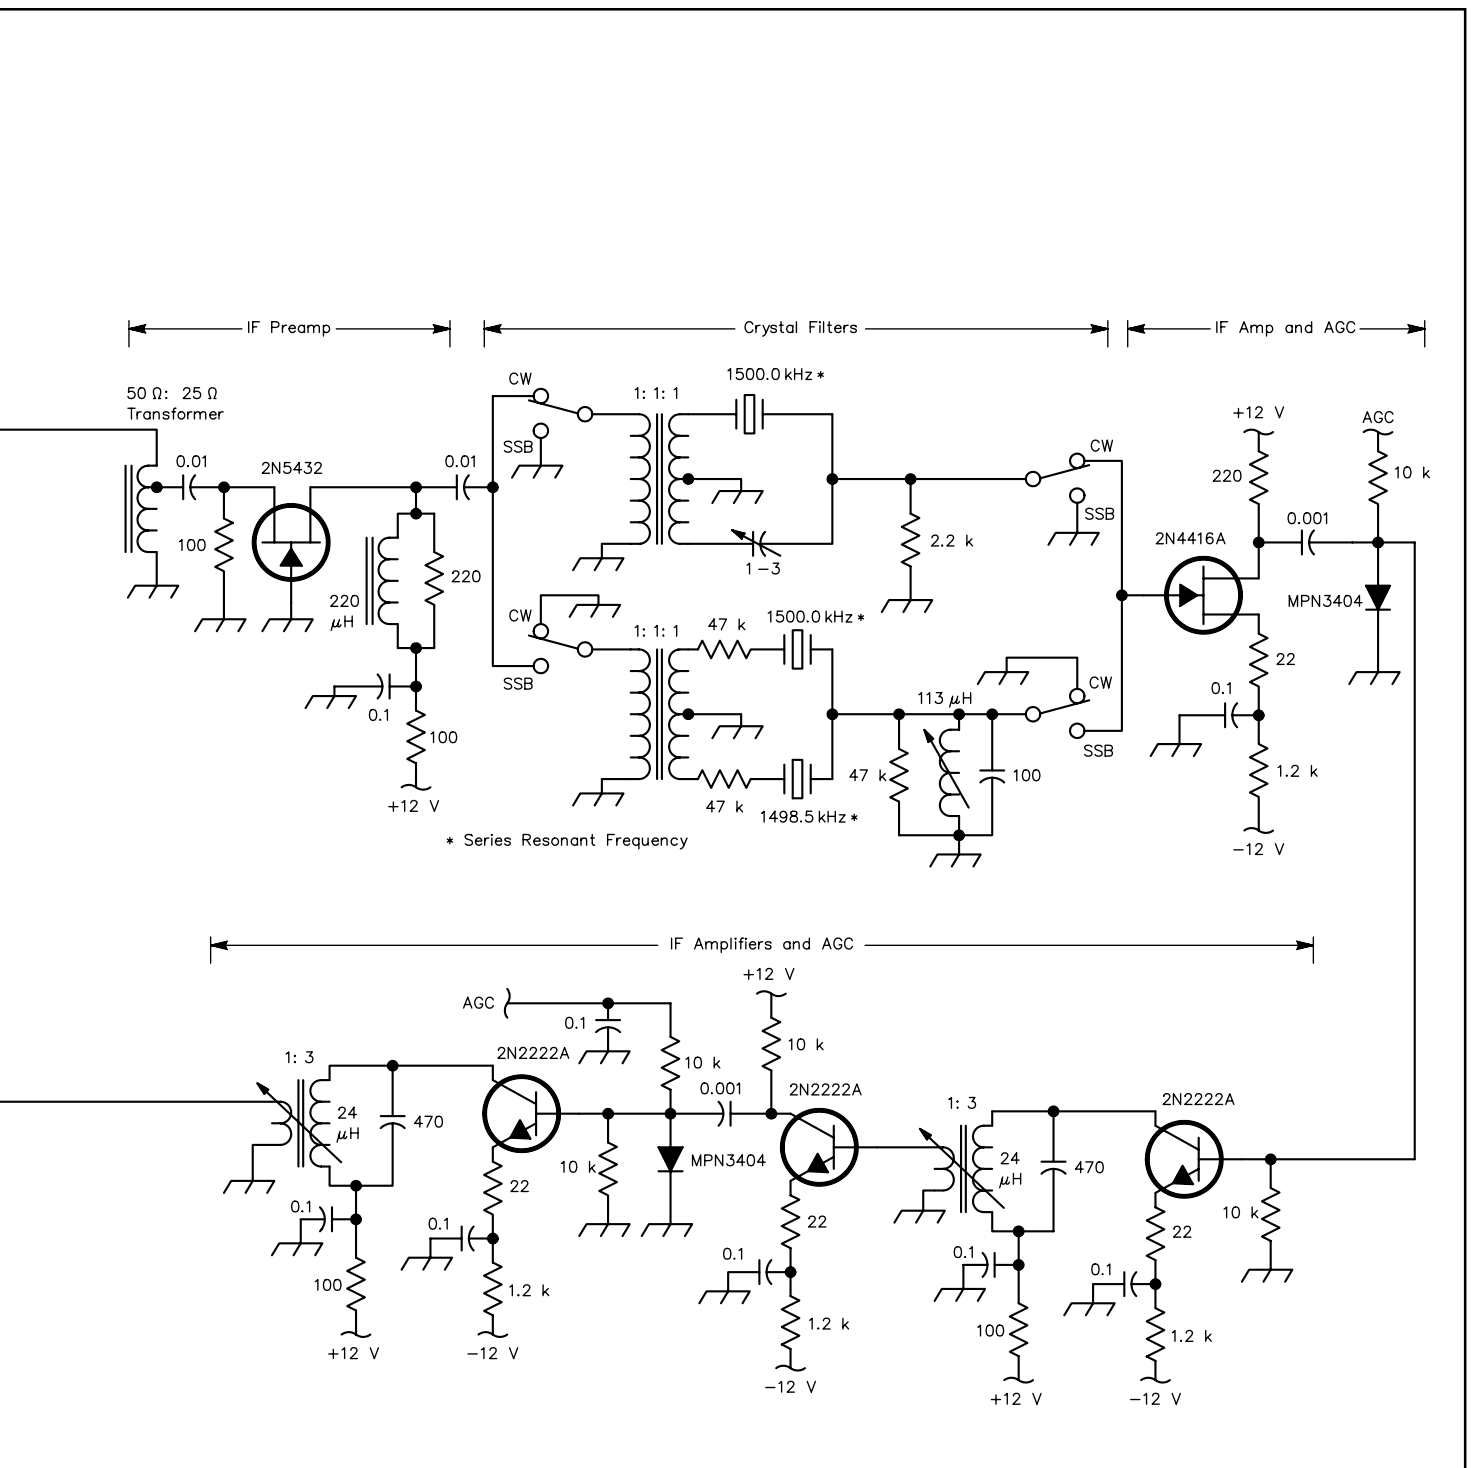 IF Preamp
Crystal Filters
IF Amp and AGC
50 Ω: 25 Ω
Transformer
0.01
2N5432
0.01
100
220
µH
220
0.1
100
+12 V
CW
SSB
1: 1: 1
1500.0 kHz *
1–3
2.2 k
CW
SSB
CW
SSB
1: 1: 1
47 k
1500.0 kHz *
47 k
1498.5 kHz *
113 µH
47 k
100
CW
SSB
* Series Resonant Frequency
+12 V
AGC
220
10 k
0.001
2N4416A
MPN3404
22
0.1
1.2 k
–12 V
IF Amplifiers and AGC
AGC
0.1
+12 V
10 k
10 k
1: 3
2N2222A
0.001
2N2222A
24
µH
470
10 k
MPN3404
22
0.1
0.1
100
1.2 k
+12 V
–12 V
22
0.1
1.2 k
–12 V
1: 3
2N2222A
24
µH
470
10 k
22
0.1
0.1
100
1.2 k
+12 V
–12 V